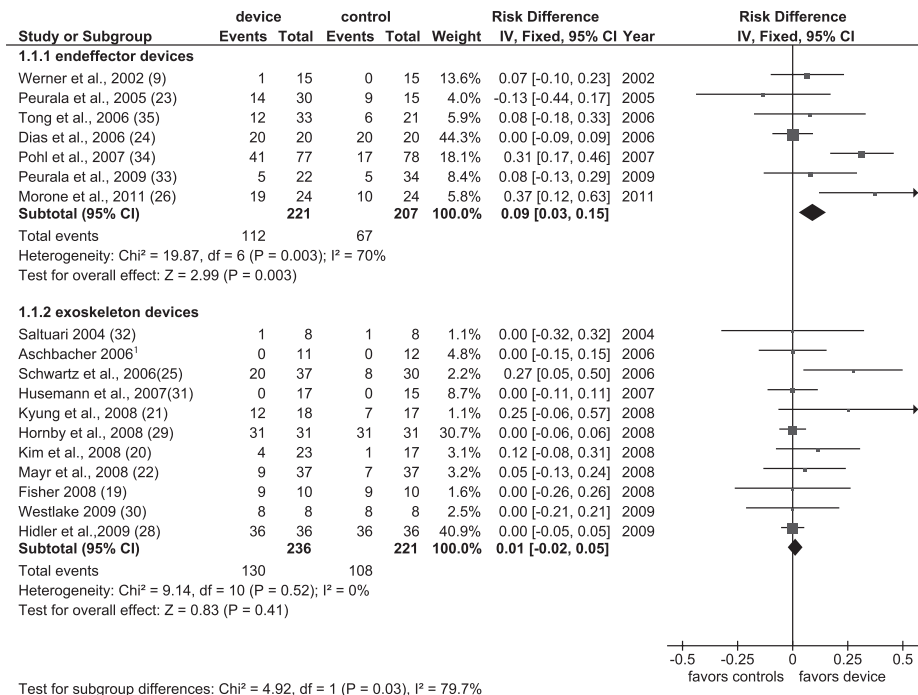 device control Risk Difference Risk Difference
Study or Subgroup Events Total Events Total Weight IV, Fixed, 95% CI Year IV, Fixed, 95% CI
1.1.1 endeffector devices
Werner et al., 2002 (9) 1 15 0 15 13.6% 0.07 [-0.10, 0.23] 2002
Peurala et al., 2005 (23) 14 30 9 15 4.0% -0.13 [-0.44, 0.17] 2005
Tong et al., 2006 (35) 12 33 6 21 5.9% 0.08 [-0.18, 0.33] 2006
Dias et al., 2006 (24) 20 20 20 20 44.3% 0.00 [-0.09, 0.09] 2006
Pohl et al., 2007 (34) 41 77 17 78 18.1% 0.31 [0.17, 0.46] 2007
Peurala et al., 2009 (33) 5 22 5 34 8.4% 0.08 [-0.13, 0.29] 2009
Morone et al., 2011 (26) 19 24 10 24 5.8% 0.37 [0.12, 0.63] 2011
Subtotal (95% CI) 221 207 100.0% 0.09 [0.03, 0.15]
Total events 112 67
Heterogeneity: Chi² = 19.87, df = 6 (P = 0.003); I² = 70%
Test for overall effect: Z = 2.99 (P = 0.003)
1.1.2 exoskeleton devices
Saltuari 2004 (32) 1 8 1 8 1.1% 0.00 [-0.32, 0.32] 2004
Aschbacher 2006¹ 0 11 0 12 4.8% 0.00 [-0.15, 0.15] 2006
Schwartz et al., 2006(25) 20 37 8 30 2.2% 0.27 [0.05, 0.50] 2006
Husemann et al., 2007(31) 0 17 0 15 8.7% 0.00 [-0.11, 0.11] 2007
Kyung et al., 2008 (21) 12 18 7 17 1.1% 0.25 [-0.06, 0.57] 2008
Hornby et al., 2008 (29) 31 31 31 31 30.7% 0.00 [-0.06, 0.06] 2008
Kim et al., 2008 (20) 4 23 1 17 2.7% 0.12 [-0.08, 0.31] 2008
Mayr et al., 2008 (22) 9 37 7 37 3.2% 0.05 [-0.13, 0.24] 2008
Fisher 2008 (19) 9 10 9 10 1.6% 0.00 [-0.26, 0.26] 2008
Westlake 2009 (30) 8 8 8 8 2.5% 0.00 [-0.21, 0.21] 2009
Hidler et al.,2009 (28) 36 36 36 36 40.9% 0.00 [-0.05, 0.05] 2009
Subtotal (95% CI) 236 221 100.0% 0.01 [-0.02, 0.05]
Total events 130 108
Heterogeneity: Chi² = 9.14, df = 10 (P = 0.52); I² = 0%
Test for overall effect: Z = 0.83 (P = 0.41)
-0.5 -0.25 0 0.25 0.5
favors controls favors device
Test for subgroup differences: Chi² = 4.92, df = 1 (P = 0.03), I² = 79.7%